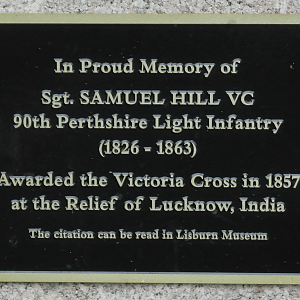 In Proud Memory of
Sgt. SAMUEL HILL VC
90th Perthshire Light Infantry
(1826 - 1863)
Awarded the Victoria Cross in 1857
at the Relief of Lucknow, India
The citation can be read in Lisburn Museum